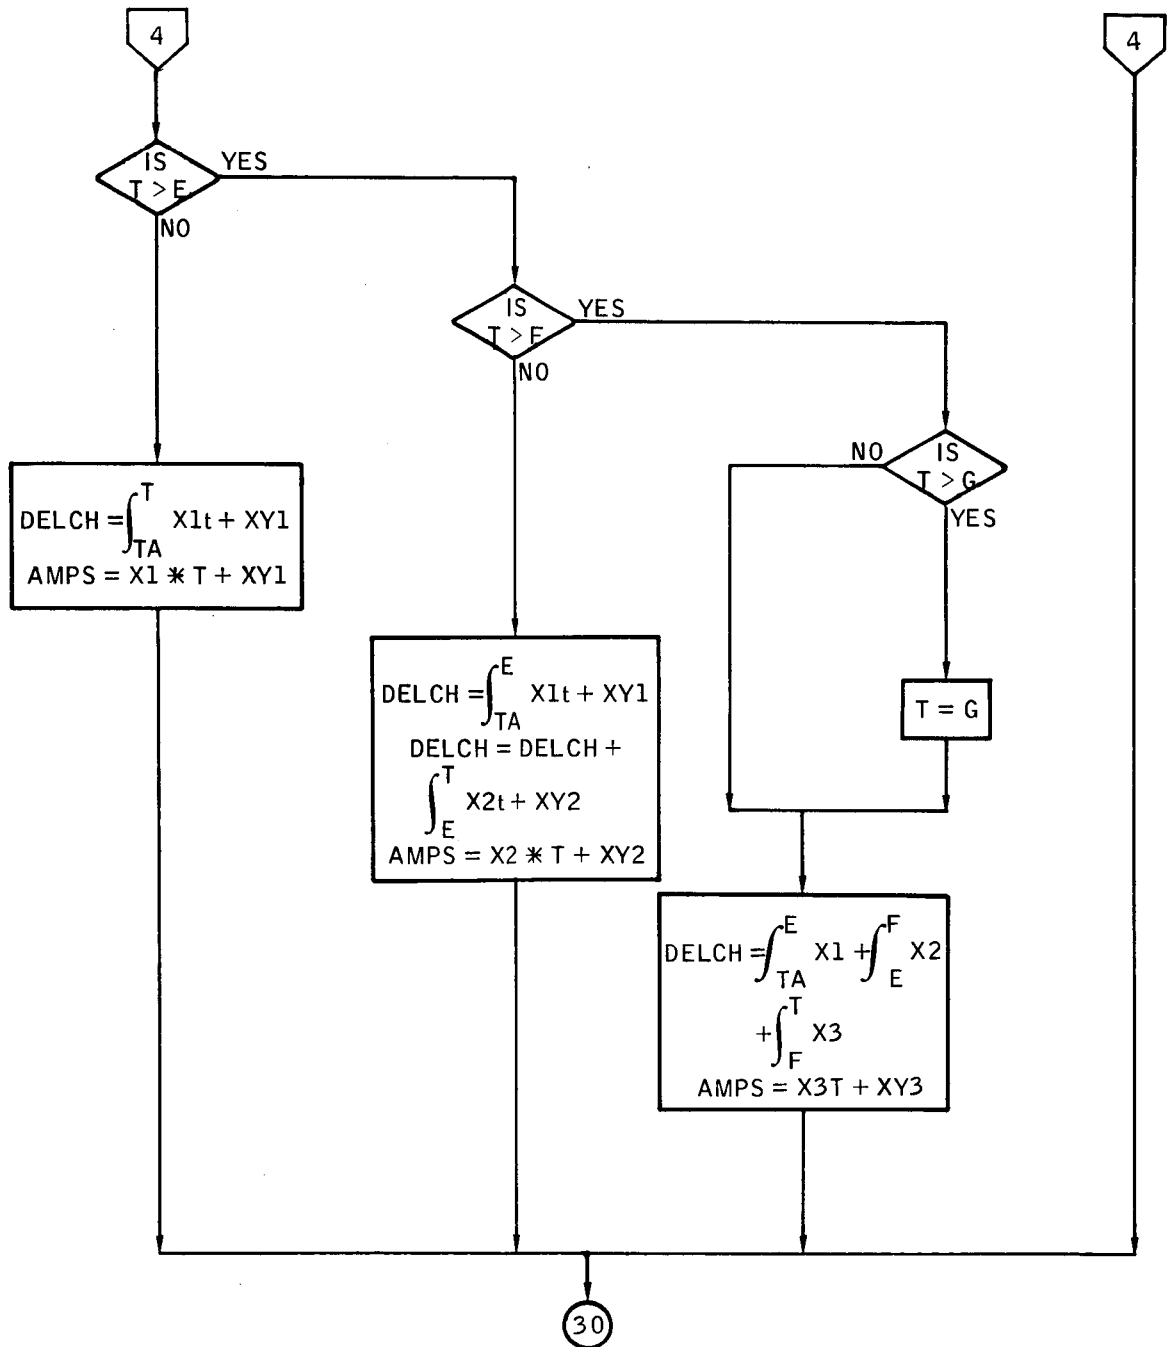 4
4
IS
T > E
YES
NO
IS
T > F
YES
NO
IS
T > G
NO
YES
DELCH = ∫ T TA X1t + XY1
AMPS = X1 * T + XY1
DELCH = ∫ E TA X1t + XY1
DELCH = DELCH +
∫ T E X2t + XY2
AMPS = X2 * T + XY2
T = G
DELCH = ∫ E TA X1 + ∫ F E X2
+ ∫ T F X3
AMPS = X3T + XY3
30